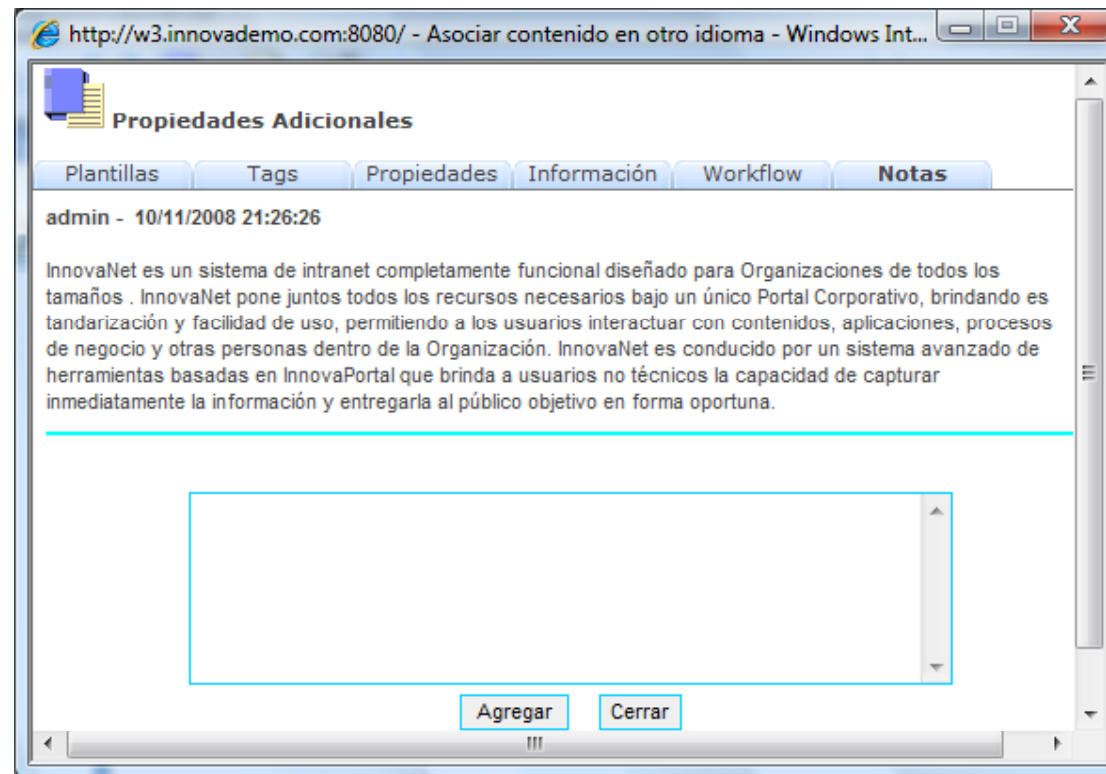 http://w3.innovademo.com:8080/ - Asociar contenido en otro idioma - Windows Int...
Propiedades Adicionales
Plantillas Tags Propiedades Información Workflow Notas
admin - 10/11/2008 21:26:26
InnovaNet es un sistema de intranet completamente funcional diseñado para Organizaciones de todos los
tamaños . InnovaNet pone juntos todos los recursos necesarios bajo un único Portal Corporativo, brindando es
tandarización y facilidad de uso, permitiendo a los usuarios interactuar con contenidos, aplicaciones, procesos
de negocio y otras personas dentro de la Organización. InnovaNet es conducido por un sistema avanzado de
herramientas basadas en InnovaPortal que brinda a usuarios no técnicos la capacidad de capturar
inmediatamente la información y entregarla al público objetivo en forma oportuna.
Agregar Cerrar